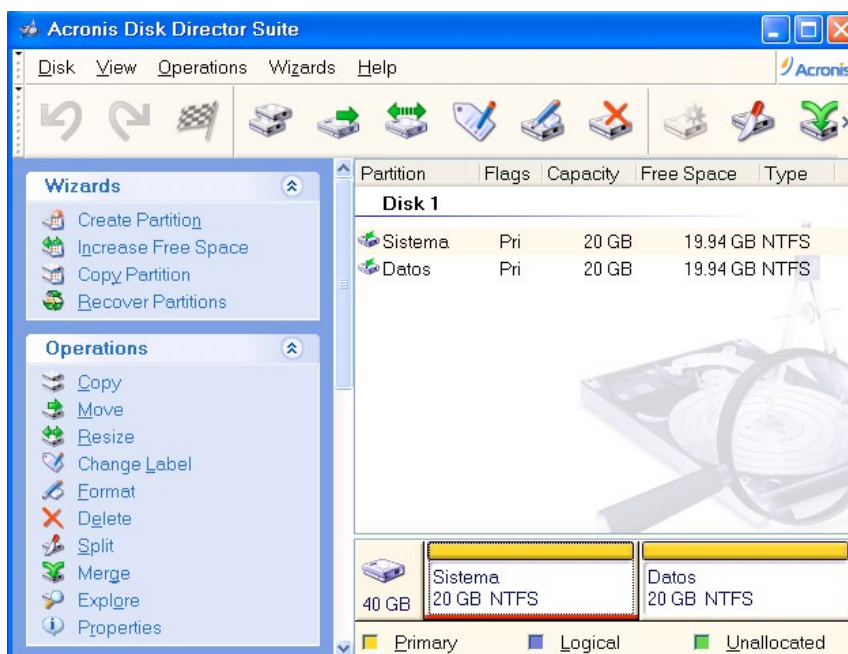 Acronis Disk Director Suite
Disk View Operations Wizards Help
Acronis
Wizards
Create Partition
Increase Free Space
Copy Partition
Recover Partitions
Operations
Copy
Move
Resize
Change Label
Format
Delete
Split
Merge
Explore
Properties
Partition Flags Capacity Free Space Type
Disk 1
Sistema Pri 20 GB 19.94 GB NTFS
Datos Pri 20 GB 19.94 GB NTFS
40 GB
Sistema
20 GB NTFS
Datos
20 GB NTFS
Primary Logical Unallocated